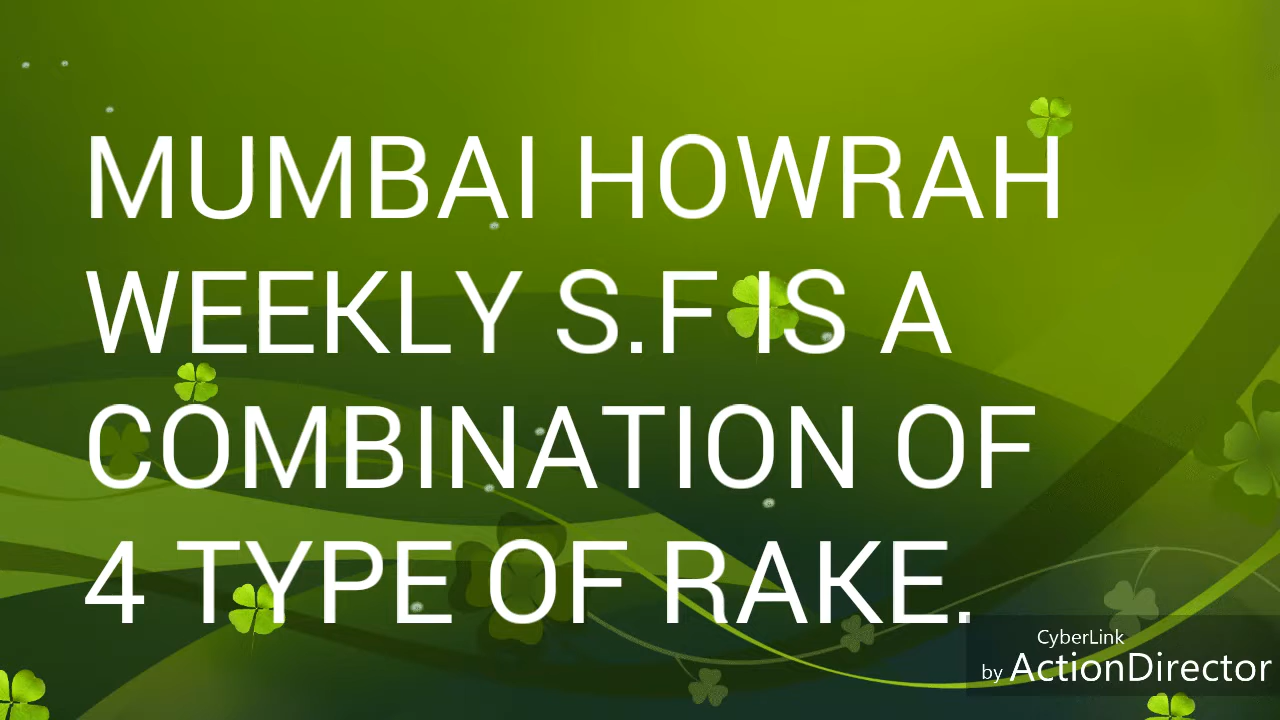 MUMBAI HOWRAH
WEEKLY S.F IS A
COMBINATION OF
4 TYPE OF RAKE.
CyberLink
by ActionDirector